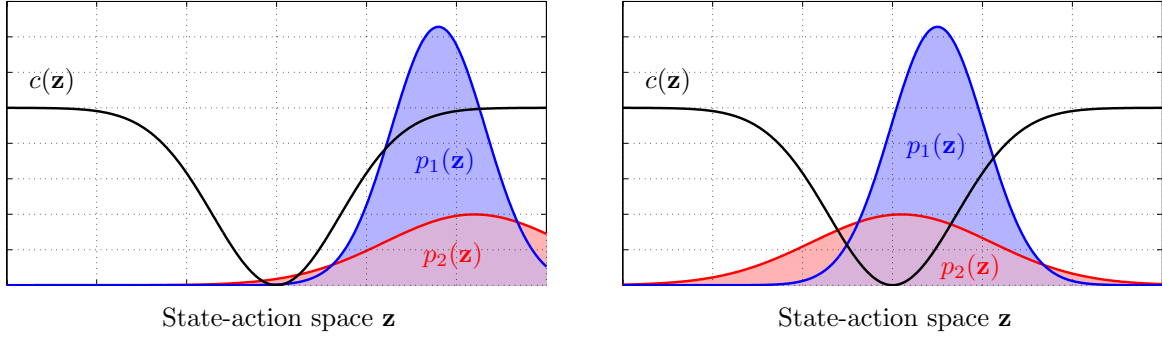 c(z)
p₁(z)
p₂(z)
State-action space z
c(z)
p₁(z)
p₂(z)
State-action space z